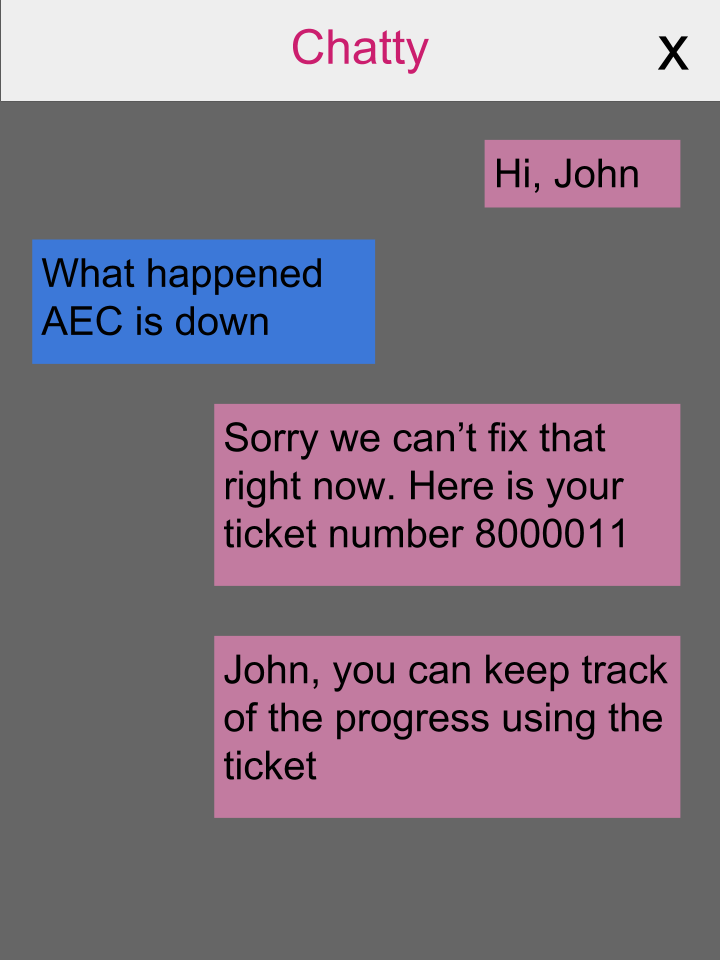 Chatty
X
Hi, John
What happened
AEC is down
Sorry we can’t fix that
right now. Here is your
ticket number 8000011
John, you can keep track
of the progress using the
ticket